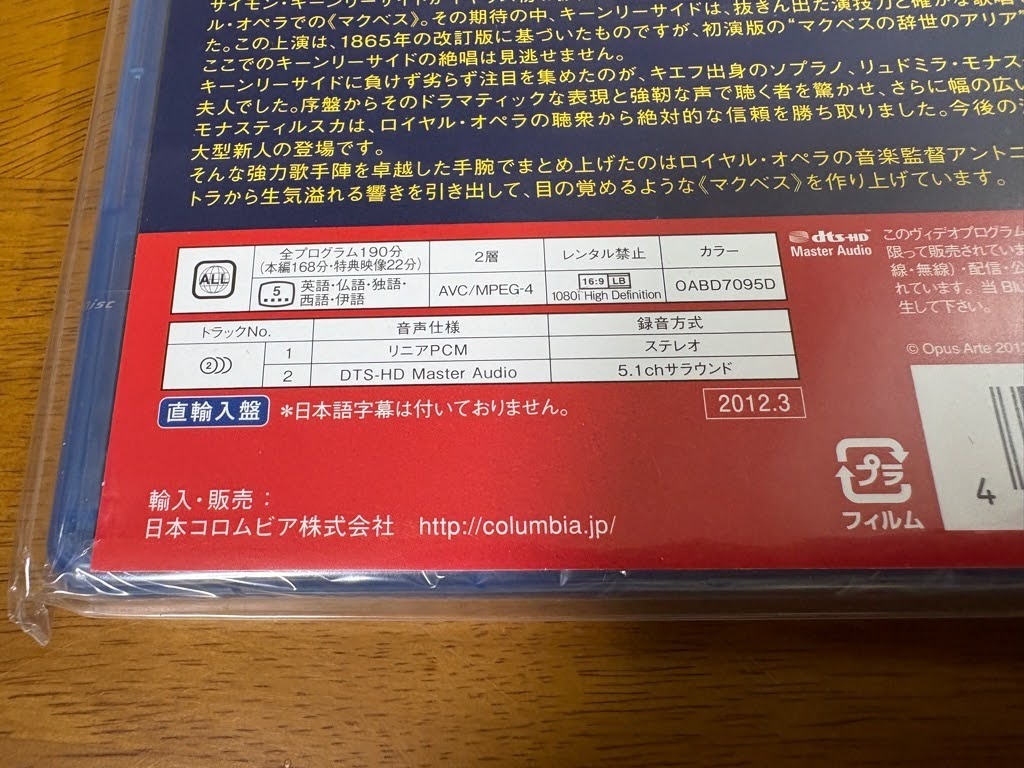 ル・オペラでの《マクベス》。その期待の中、キーンリーサイドは、抜きん出た演技力と確かな歌唱
た。この上演は、1865年の改訂版に基づいたものですが、初演版の“マクベスの辞世のアリア”
ここでのキーンリーサイドの絶唱は見逃せません。
キーンリーサイドに負けず劣らず注目を集めたのが、キエフ出身のソプラノ、リュドミラ・モナス
夫人でした。序盤からそのドラマティックな表現と強靭な声で聴く者を驚かせ、さらに幅の広い
モナスティルスカは、ロイヤル・オペラの聴衆から絶対的な信頼を勝ち取りました。今後の
大型新人の登場です。
そんな強力歌手陣を卓越した手腕でまとめ上げたのはロイヤル・オペラの音楽監督アントニ
トラから生気溢れる響きを引き出して、目の覚めるような《マクベス》を作り上げています。
ALL
全プログラム190分
(本編168分・特典映像22分)
2層
レンタル禁止
カラー
5
英語・仏語・独語・
西語・伊語
AVC/MPEG-4
16:9 LB
1080i High Definition
OABD7095D
dts-HD
Master Audio
このヴィデオプログラム
限って販売されていま
線・無線)・配信・公
れています。当 Blu
生して下さい。
トラックNo.
音声仕様
録音方式
2
1
リニアPCM
ステレオ
2
DTS-HD Master Audio
5.1chサラウンド
© Opus Arte 201
直輸入盤
*日本語字幕は付いておりません。
2012.3
プラ
フィルム
4
輸入・販売：
日本コロムビア株式会社 http://columbia.jp/
isc